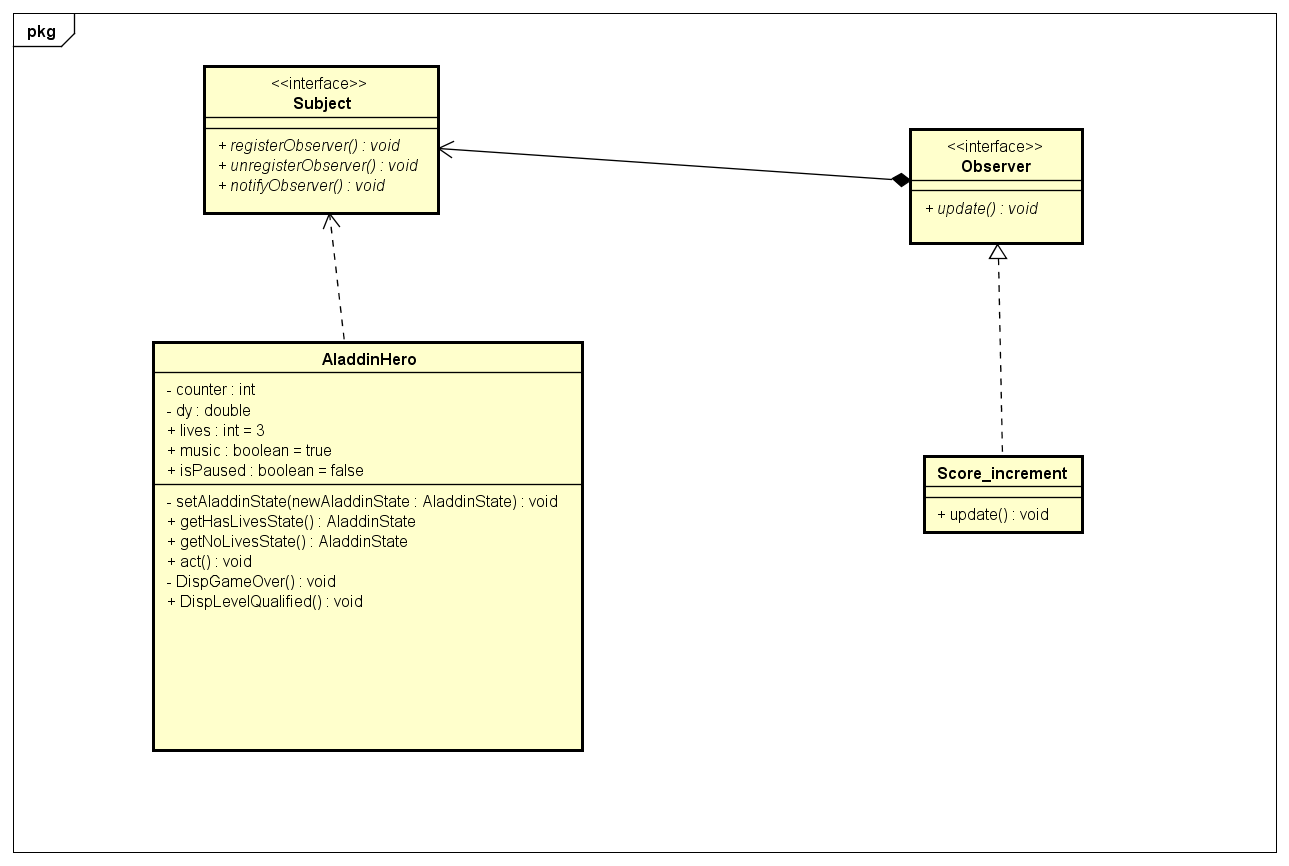 pkg
<<interface>>
Subject
+ registerObserver() : void
+ unregisterObserver() : void
+ notifyObserver() : void
<<interface>>
Observer
+ update() : void
AladdinHero
- counter : int
- dy : double
+ lives : int = 3
+ music : boolean = true
+ isPaused : boolean = false
- setAladdinState(newAladdinState : AladdinState) : void
+ getHasLivesState() : AladdinState
+ getNoLivesState() : AladdinState
+ act() : void
- DispGameOver() : void
+ DispLevelQualified() : void
Score_increment
+ update() : void